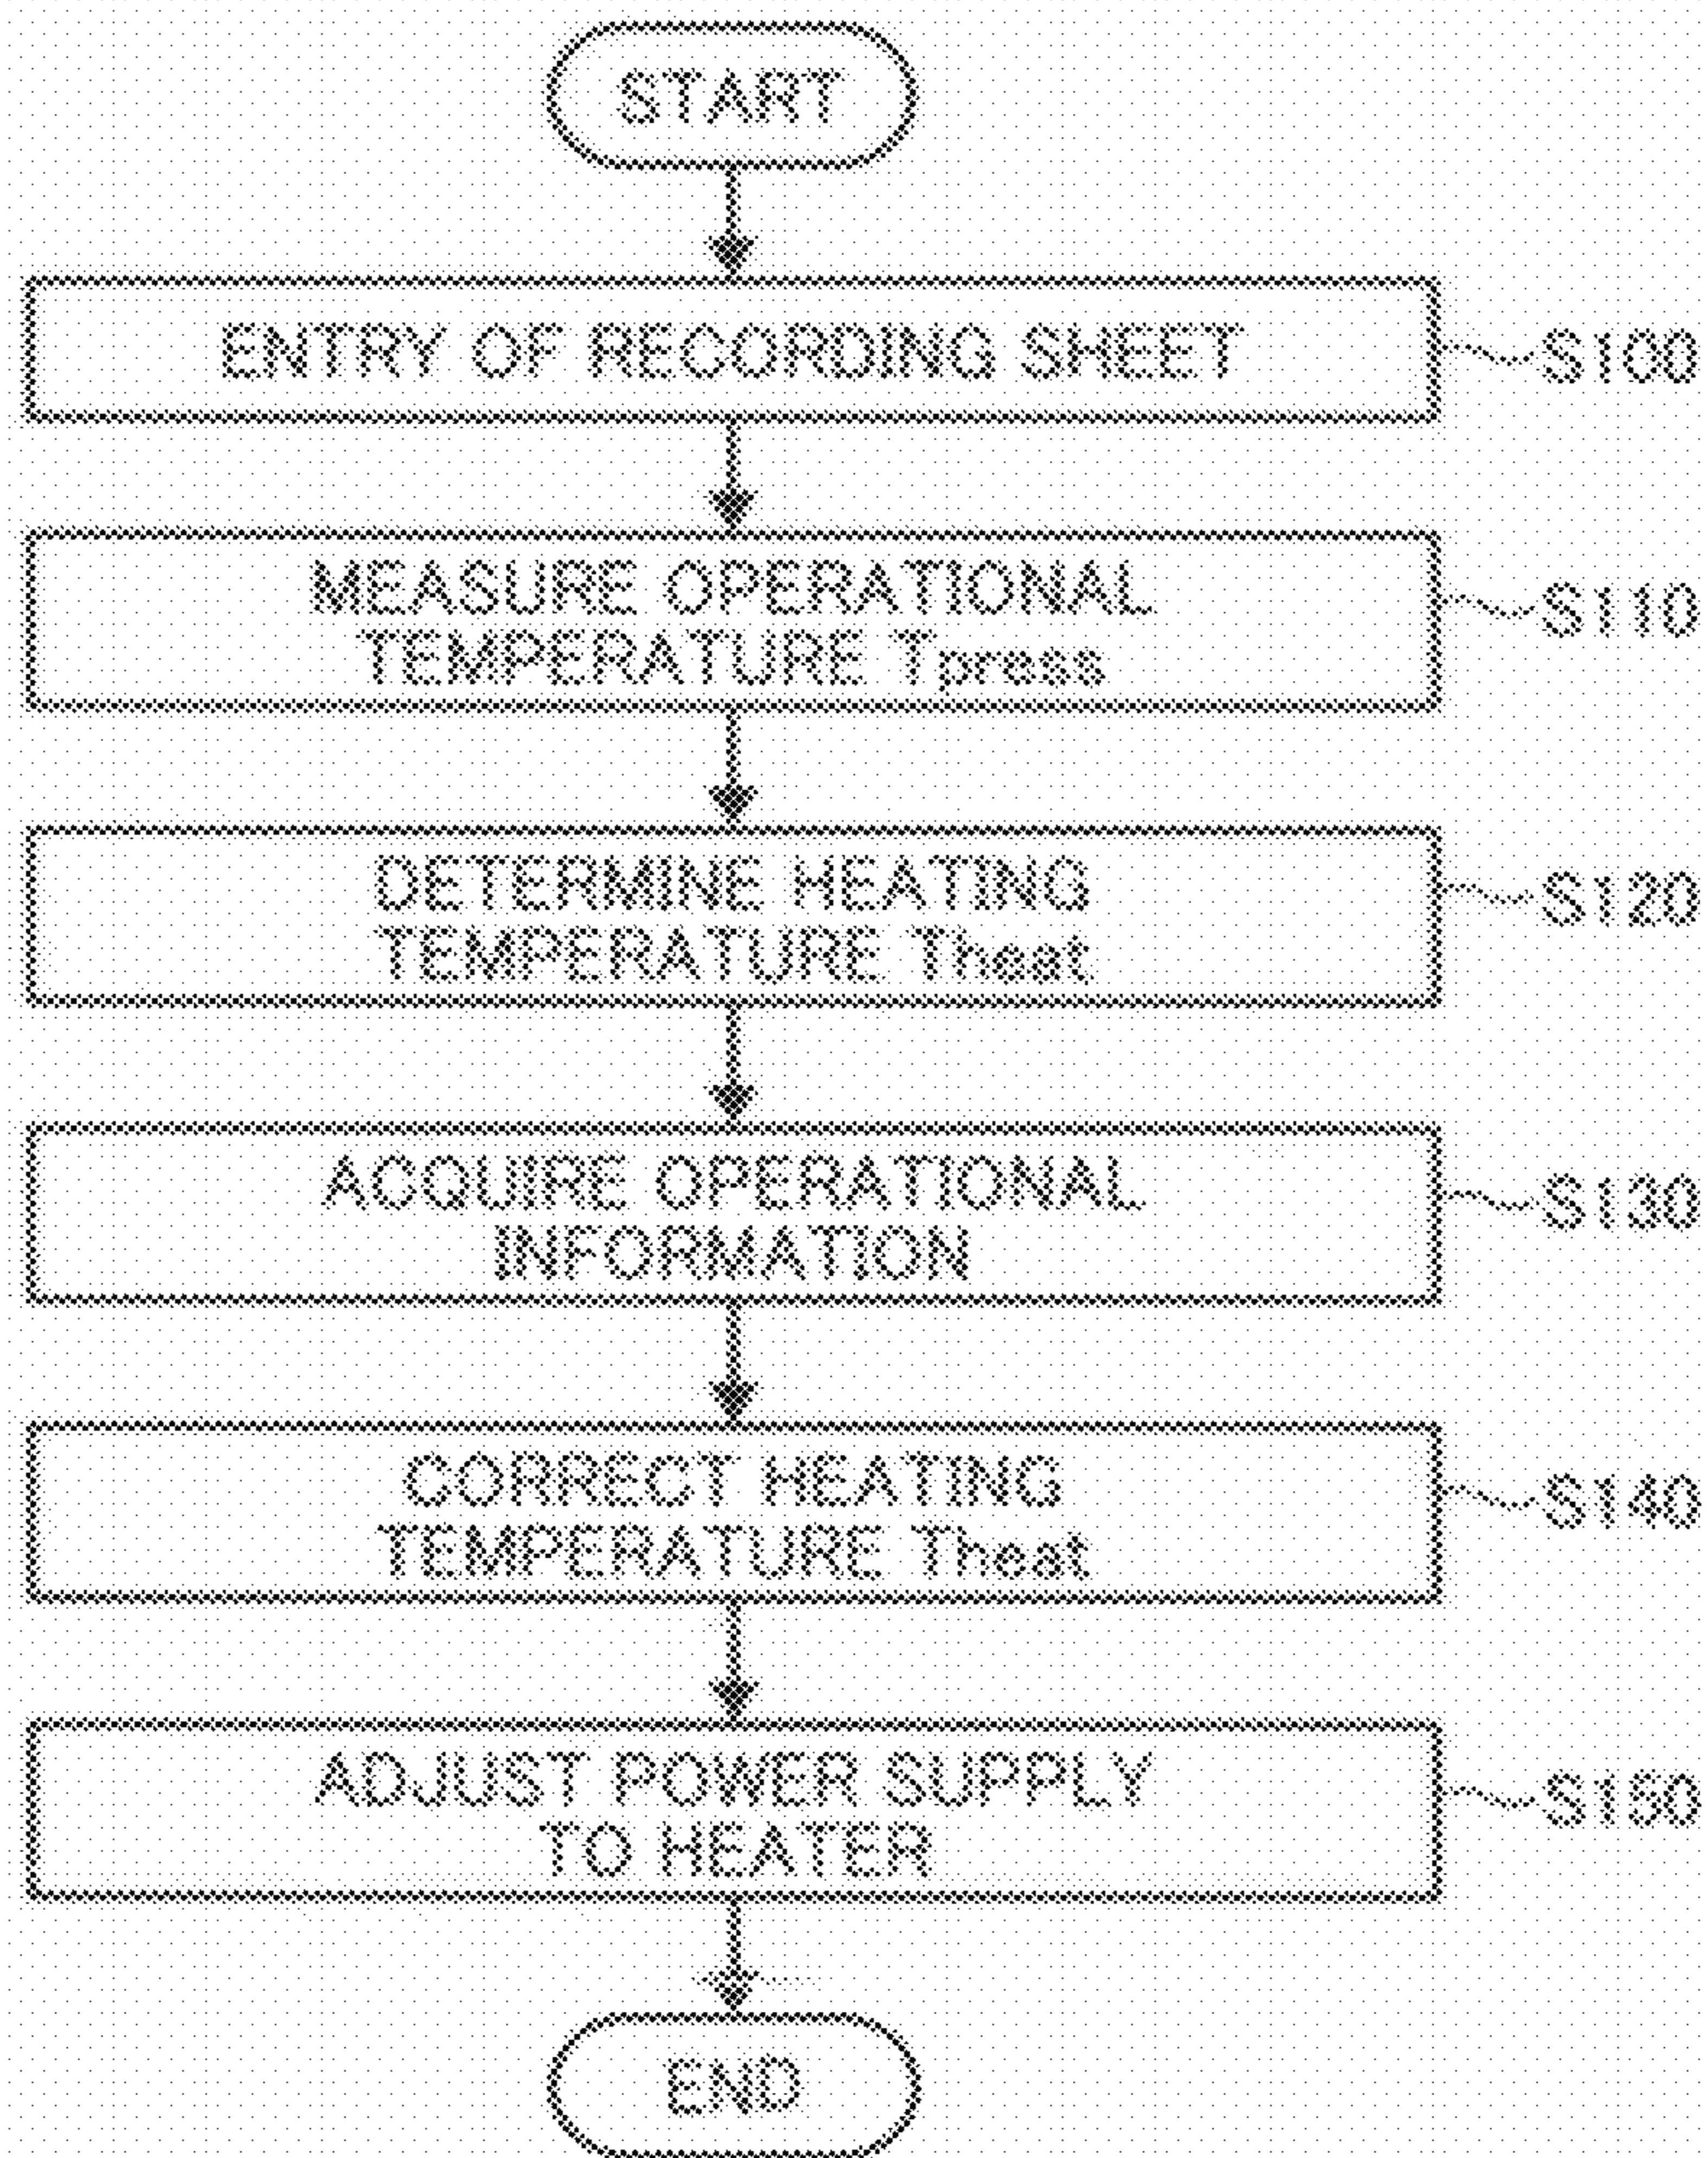 START
ENTRY OF RECORDING SHEET
S100
MEASURE OPERATIONAL
TEMPERATURE Tpress
S110
DETERMINE HEATING
TEMPERATURE Theat
S120
ACQUIRE OPERATIONAL
INFORMATION
S130
CORRECT HEATING
TEMPERATURE Theat
S140
ADJUST POWER SUPPLY
TO HEATER
S150
END